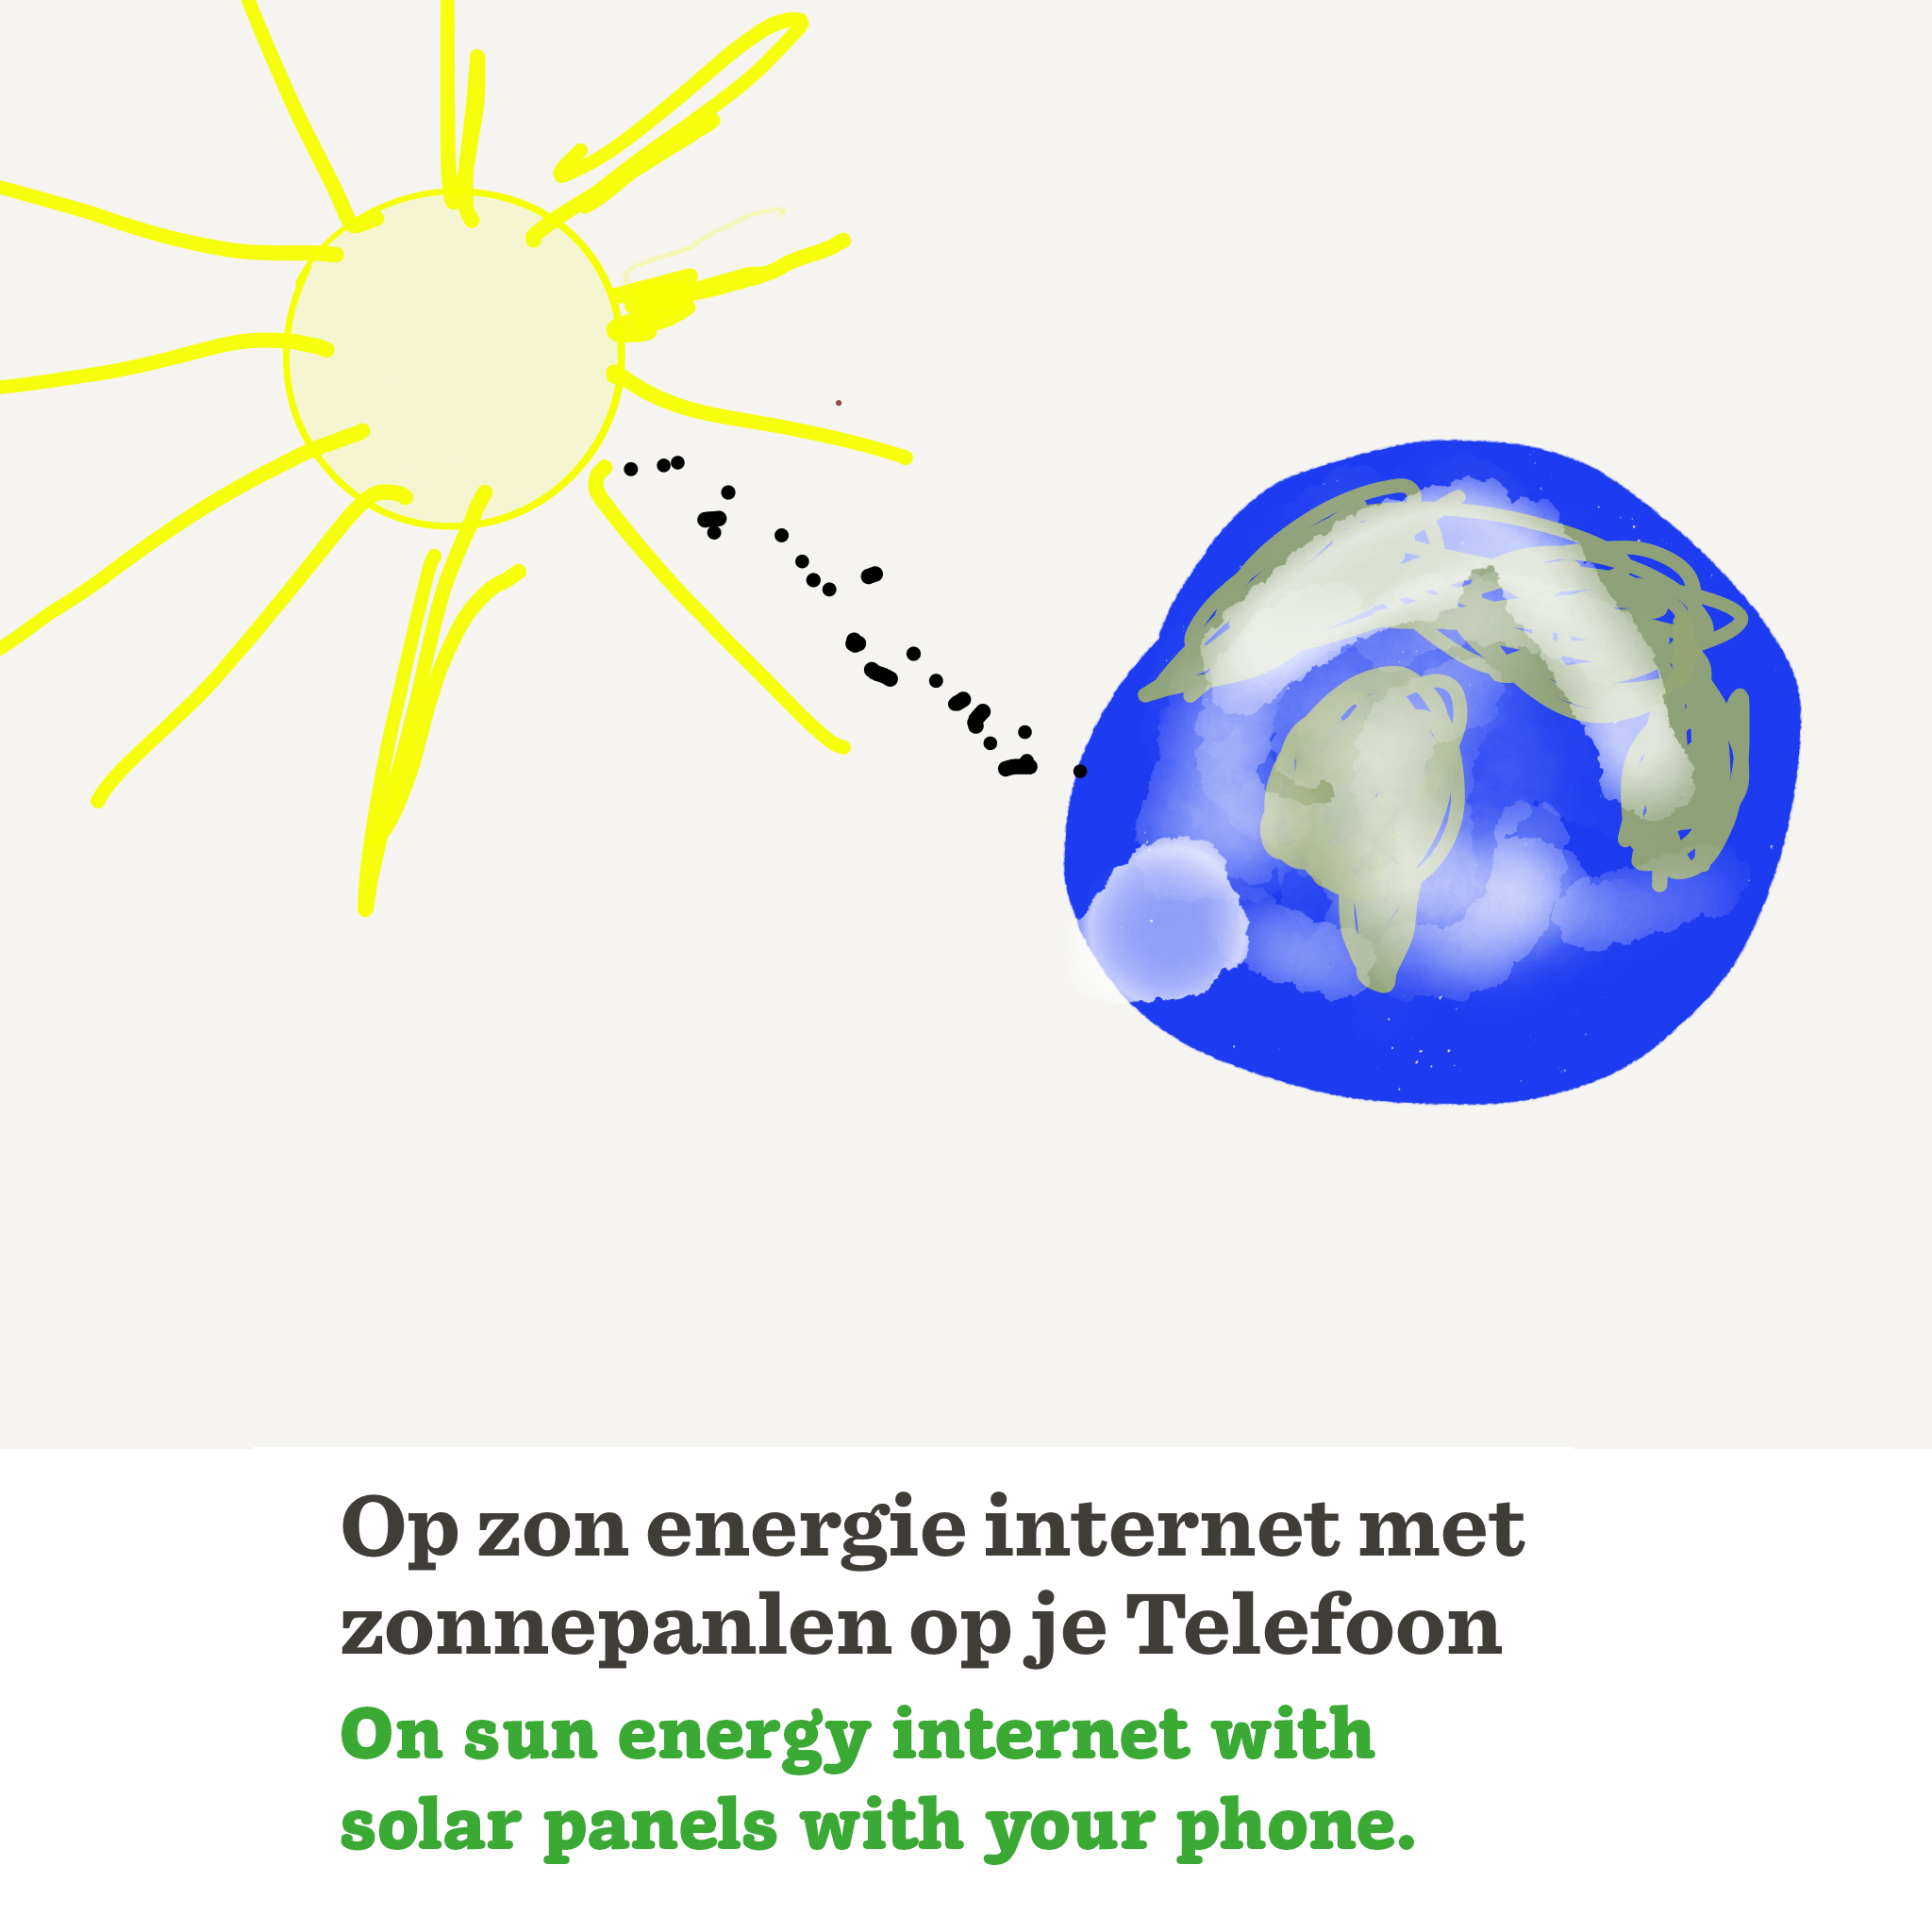 Op zon energie internet met
zonnepanlen op je Telefoon
On sun energy internet with
solar panels with your phone.